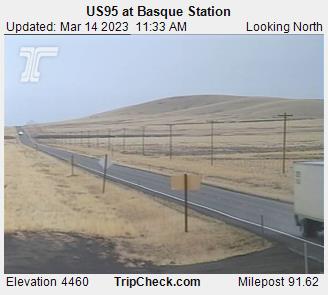 US95 at Basque Station
Updated: Mar 14 2023 11:33 AM Looking North
Elevation 4460 TripCheck.com Milepost 91.62